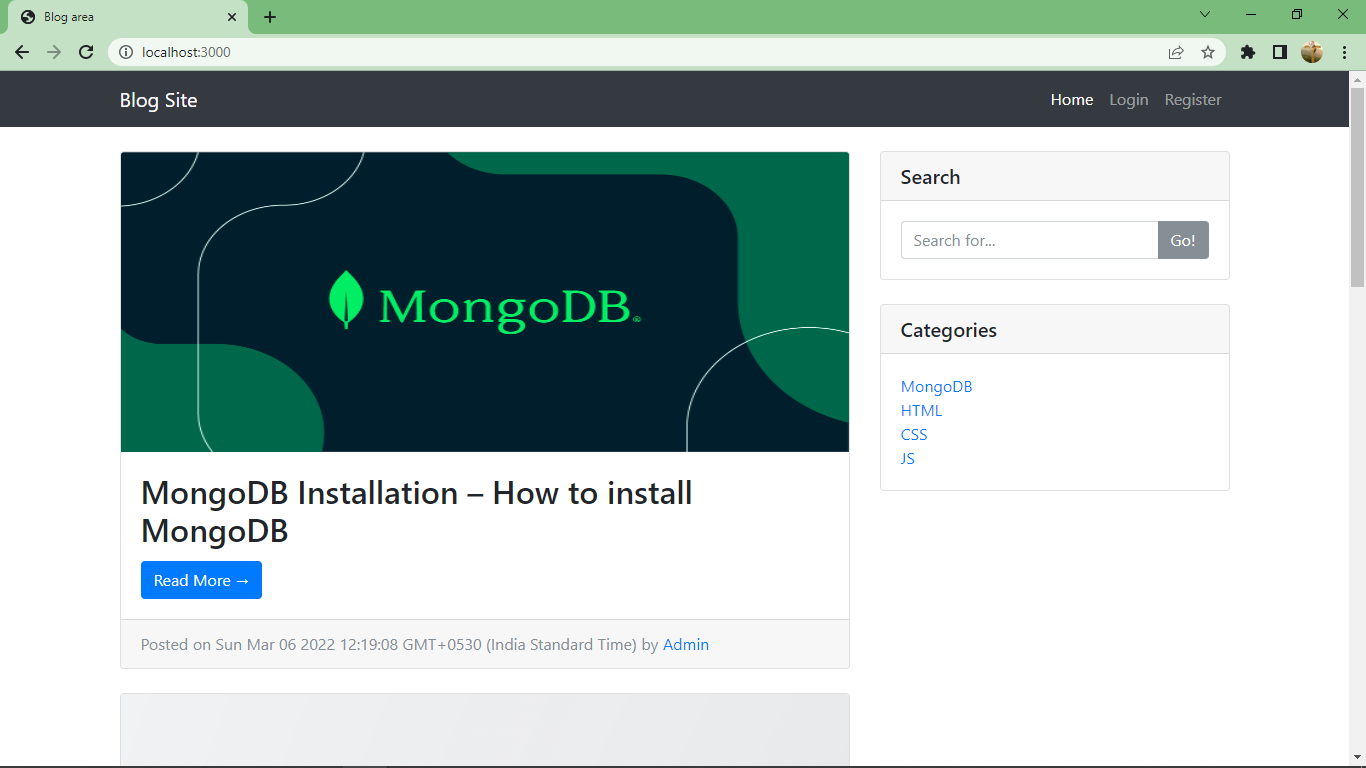 Blog area
localhost:3000
Blog Site
Home Login Register
MongoDB®
MongoDB Installation – How to install
MongoDB
Read More →
Posted on Sun Mar 06 2022 12:19:08 GMT+0530 (India Standard Time) by Admin
Search
Search for...
Go!
Categories
MongoDB
HTML
CSS
JS